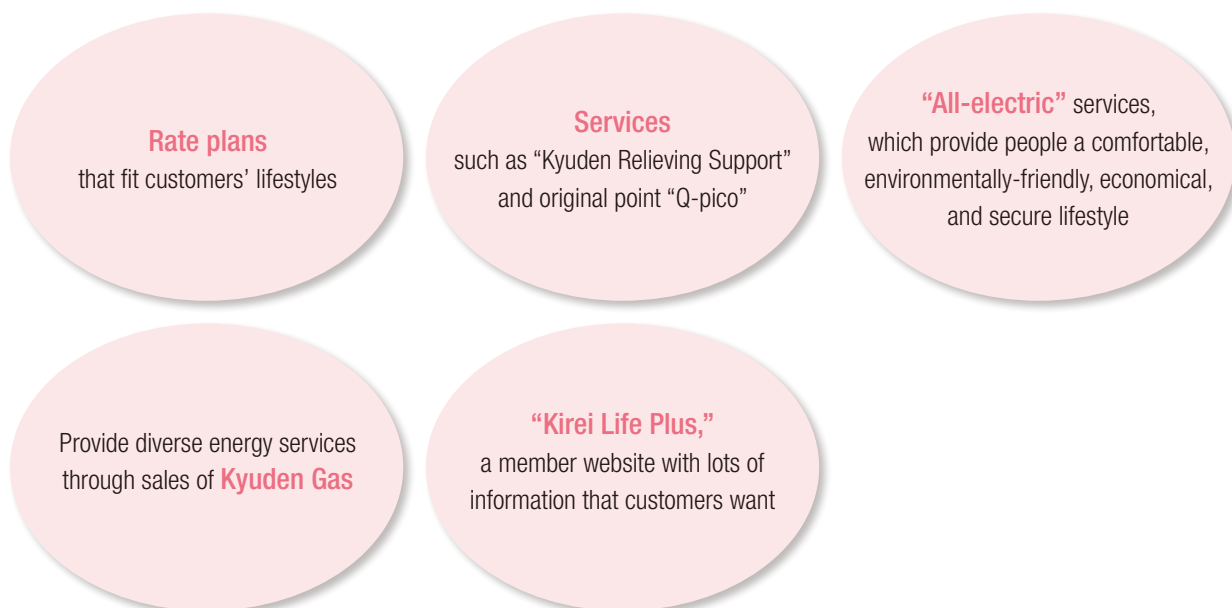 Rate plans
that fit customers’ lifestyles
Services
such as “Kyuden Relieving Support”
and original point “Q-pico”
“All-electric” services,
which provide people a comfortable,
environmentally-friendly, economical,
and secure lifestyle
Provide diverse energy services
through sales of Kyuden Gas
“Kirei Life Plus,”
a member website with lots of
information that customers want